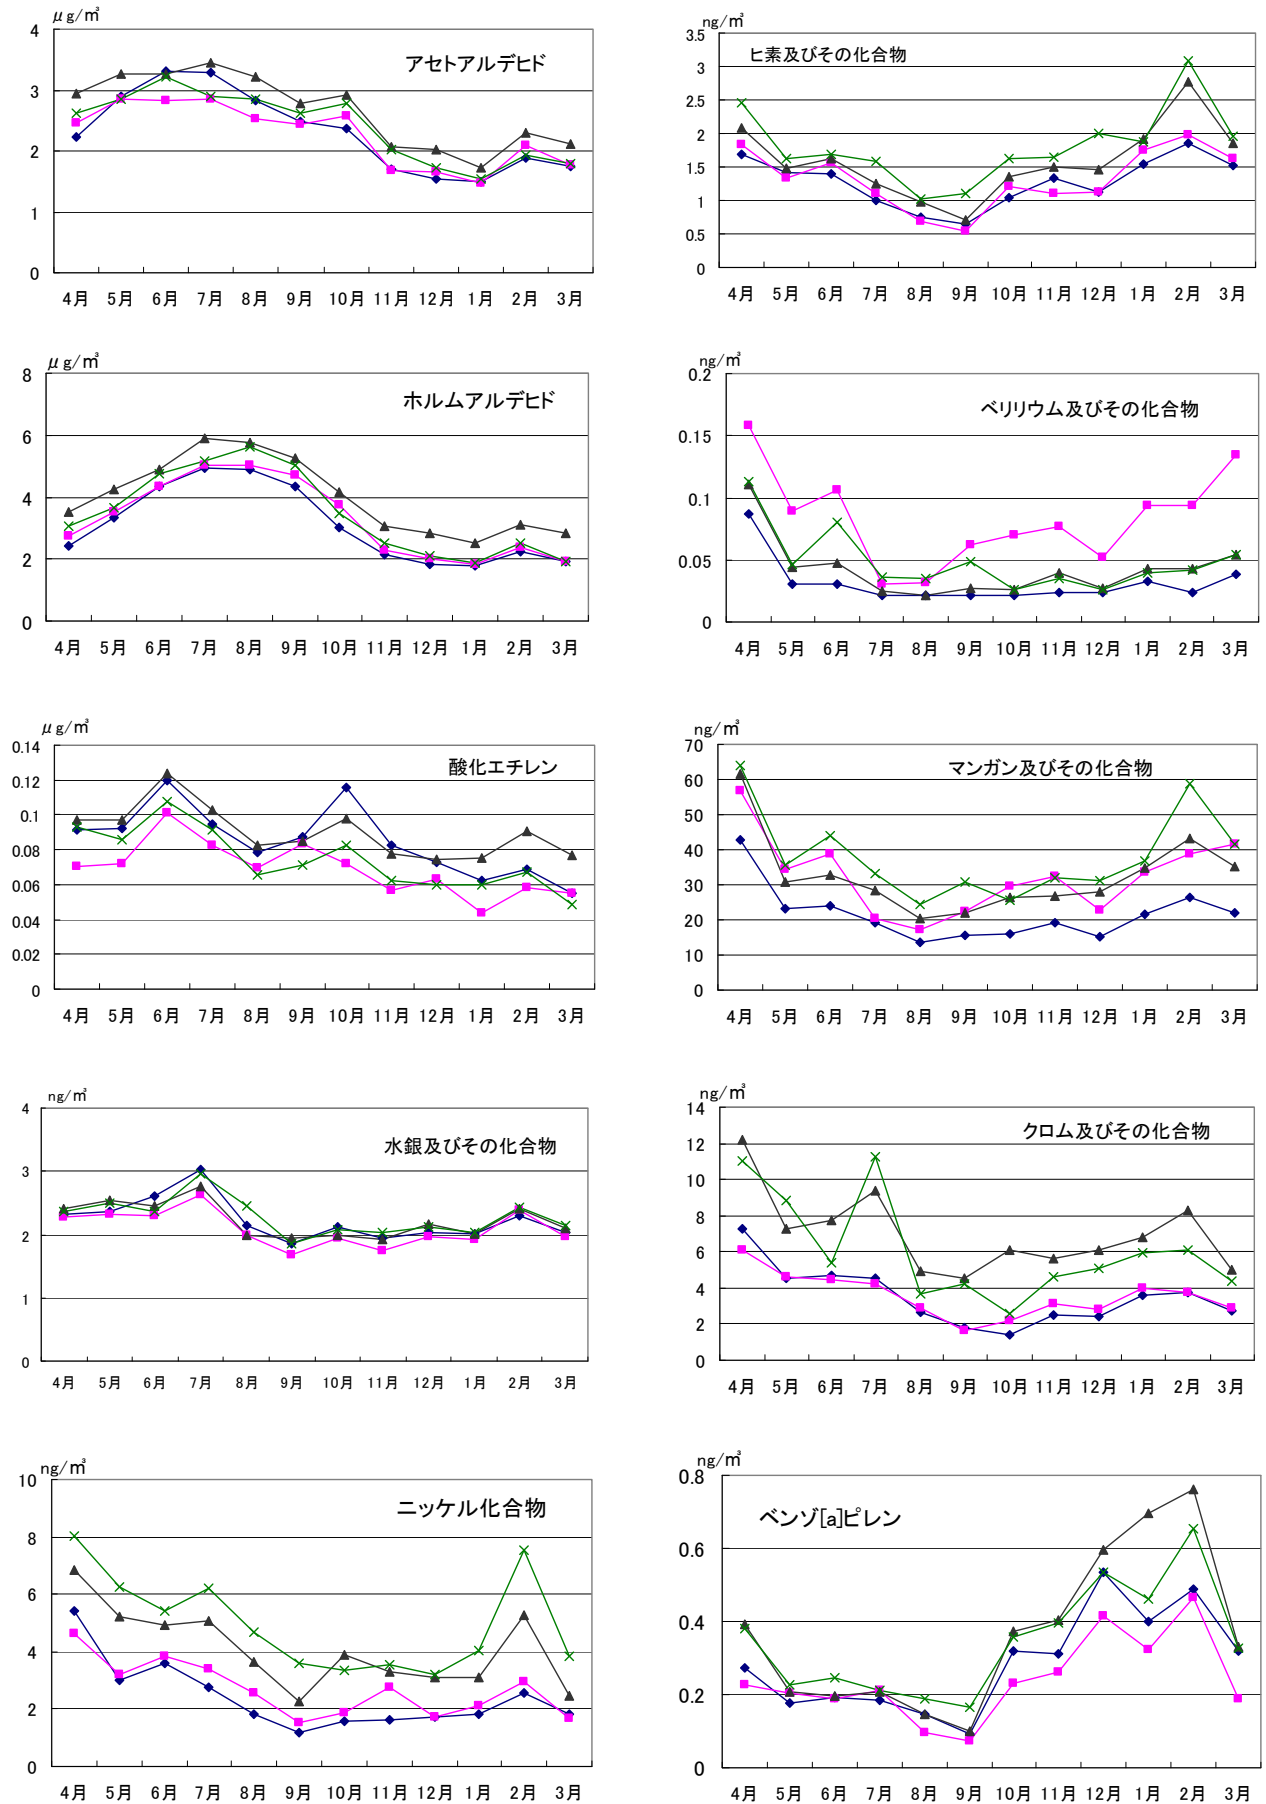 μg/㎥
アセトアルデヒド
4
3
2
1
0
4月 5月 6月 7月 8月 9月 10月 11月 12月 1月 2月 3月
ng/㎥
ヒ素及びその化合物
3.5
3
2.5
2
1.5
1
0.5
0
4月 5月 6月 7月 8月 9月 10月 11月 12月 1月 2月 3月
μg/㎥
ホルムアルデヒド
8
6
4
2
0
4月 5月 6月 7月 8月 9月 10月 11月 12月 1月 2月 3月
ng/㎥
ベリリウム及びその化合物
0.2
0.15
0.1
0.05
0
4月 5月 6月 7月 8月 9月 10月 11月 12月 1月 2月 3月
μg/㎥
酸化エチレン
0.14
0.12
0.1
0.08
0.06
0.04
0.02
0
4月 5月 6月 7月 8月 9月 10月 11月 12月 1月 2月 3月
ng/㎥
マンガン及びその化合物
70
60
50
40
30
20
10
0
4月 5月 6月 7月 8月 9月 10月 11月 12月 1月 2月 3月
ng/㎥
水銀及びその化合物
4
3
2
1
0
4月 5月 6月 7月 8月 9月 10月 11月 12月 1月 2月 3月
ng/㎥
クロム及びその化合物
14
12
10
8
6
4
2
0
4月 5月 6月 7月 8月 9月 10月 11月 12月 1月 2月 3月
ng/㎥
ニッケル化合物
10
8
6
4
2
0
4月 5月 6月 7月 8月 9月 10月 11月 12月 1月 2月 3月
ng/㎥
ベンゾ[a]ピレン
0.8
0.6
0.4
0.2
0
4月 5月 6月 7月 8月 9月 10月 11月 12月 1月 2月 3月